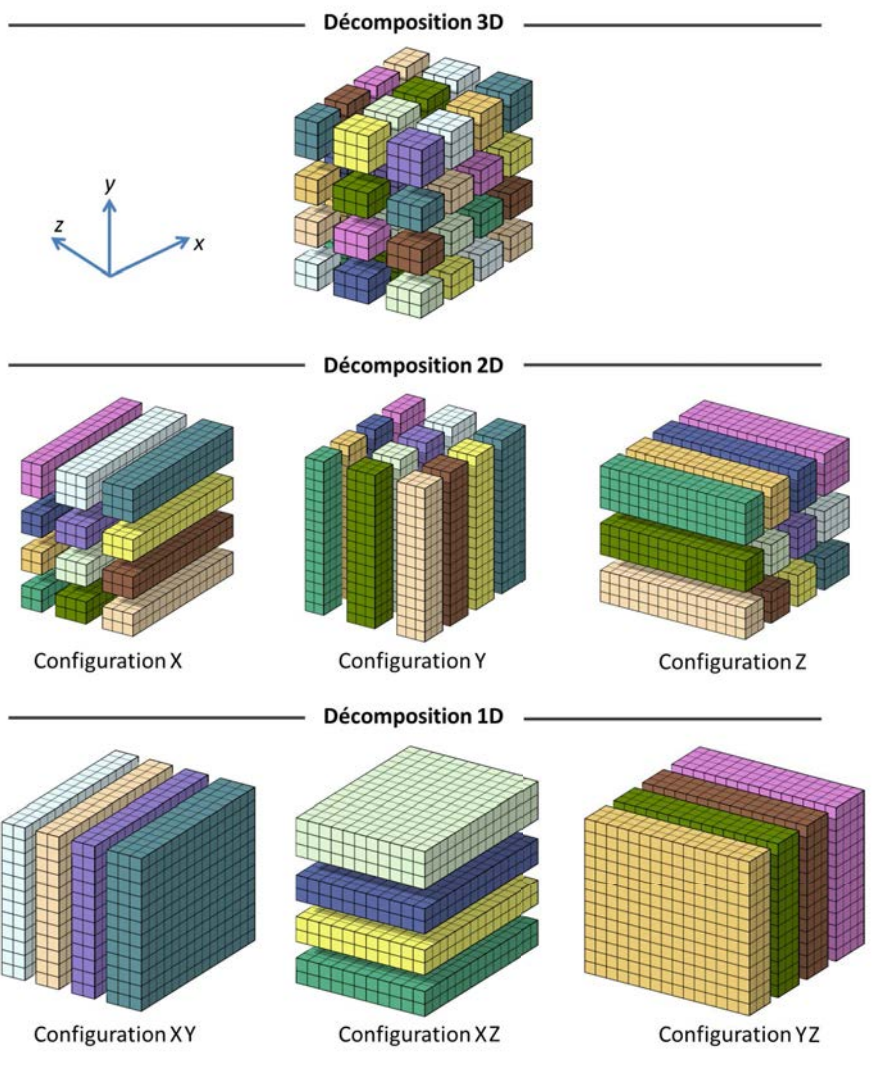 Décomposition 3D
y
z
x
Décomposition 2D
Configuration X
Configuration Y
Configuration Z
Décomposition 1D
Configuration XY
Configuration XZ
Configuration YZ